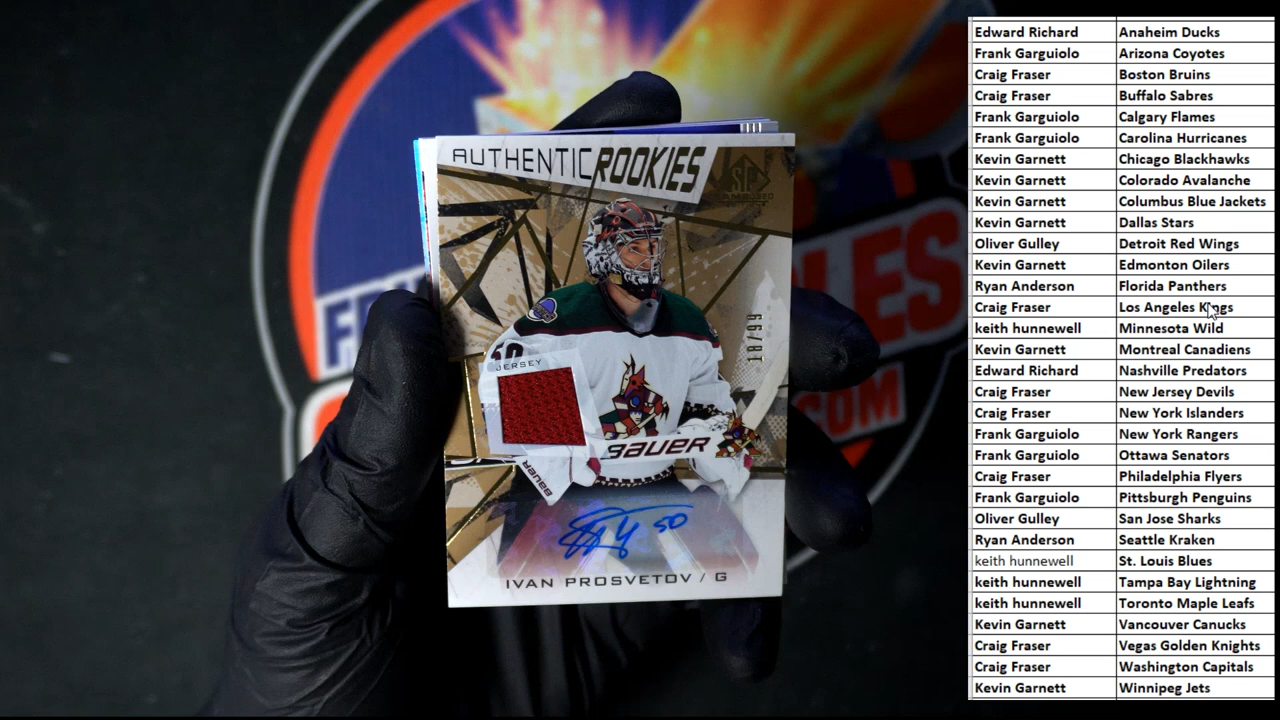 AUTHENTIC ROOKIES
SP
18/99
50
JERSEY
BAUER
BAUER
50
IVAN PROSVETOV / G
LES
.COM
Edward Richard Anaheim Ducks
Frank Garguiolo Arizona Coyotes
Craig Fraser Boston Bruins
Craig Fraser Buffalo Sabres
Frank Garguiolo Calgary Flames
Frank Garguiolo Carolina Hurricanes
Kevin Garnett Chicago Blackhawks
Kevin Garnett Colorado Avalanche
Kevin Garnett Columbus Blue Jackets
Kevin Garnett Dallas Stars
Oliver Gulley Detroit Red Wings
Kevin Garnett Edmonton Oilers
Ryan Anderson Florida Panthers
Craig Fraser Los Angeles Kings
keith hunnewell Minnesota Wild
Kevin Garnett Montreal Canadiens
Edward Richard Nashville Predators
Craig Fraser New Jersey Devils
Craig Fraser New York Islanders
Frank Garguiolo New York Rangers
Frank Garguiolo Ottawa Senators
Craig Fraser Philadelphia Flyers
Frank Garguiolo Pittsburgh Penguins
Oliver Gulley San Jose Sharks
Ryan Anderson Seattle Kraken
keith hunnewell St. Louis Blues
keith hunnewell Tampa Bay Lightning
keith hunnewell Toronto Maple Leafs
Kevin Garnett Vancouver Canucks
Craig Fraser Vegas Golden Knights
Craig Fraser Washington Capitals
Kevin Garnett Winnipeg Jets